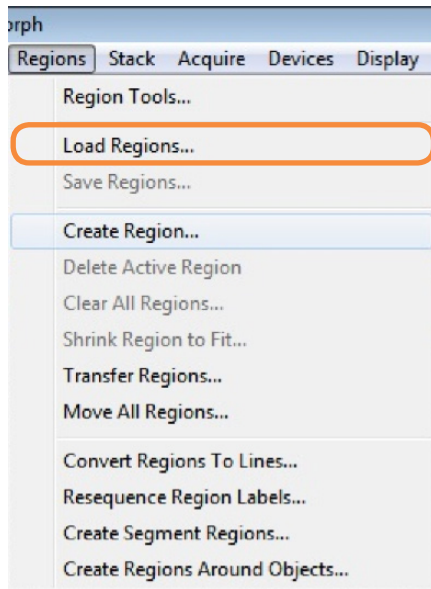 orph
Regions Stack Acquire Devices Display
Region Tools...
Load Regions...
Save Regions...
Create Region...
Delete Active Region
Clear All Regions...
Shrink Region to Fit...
Transfer Regions...
Move All Regions...
Convert Regions To Lines...
Resequence Region Labels...
Create Segment Regions...
Create Regions Around Objects...